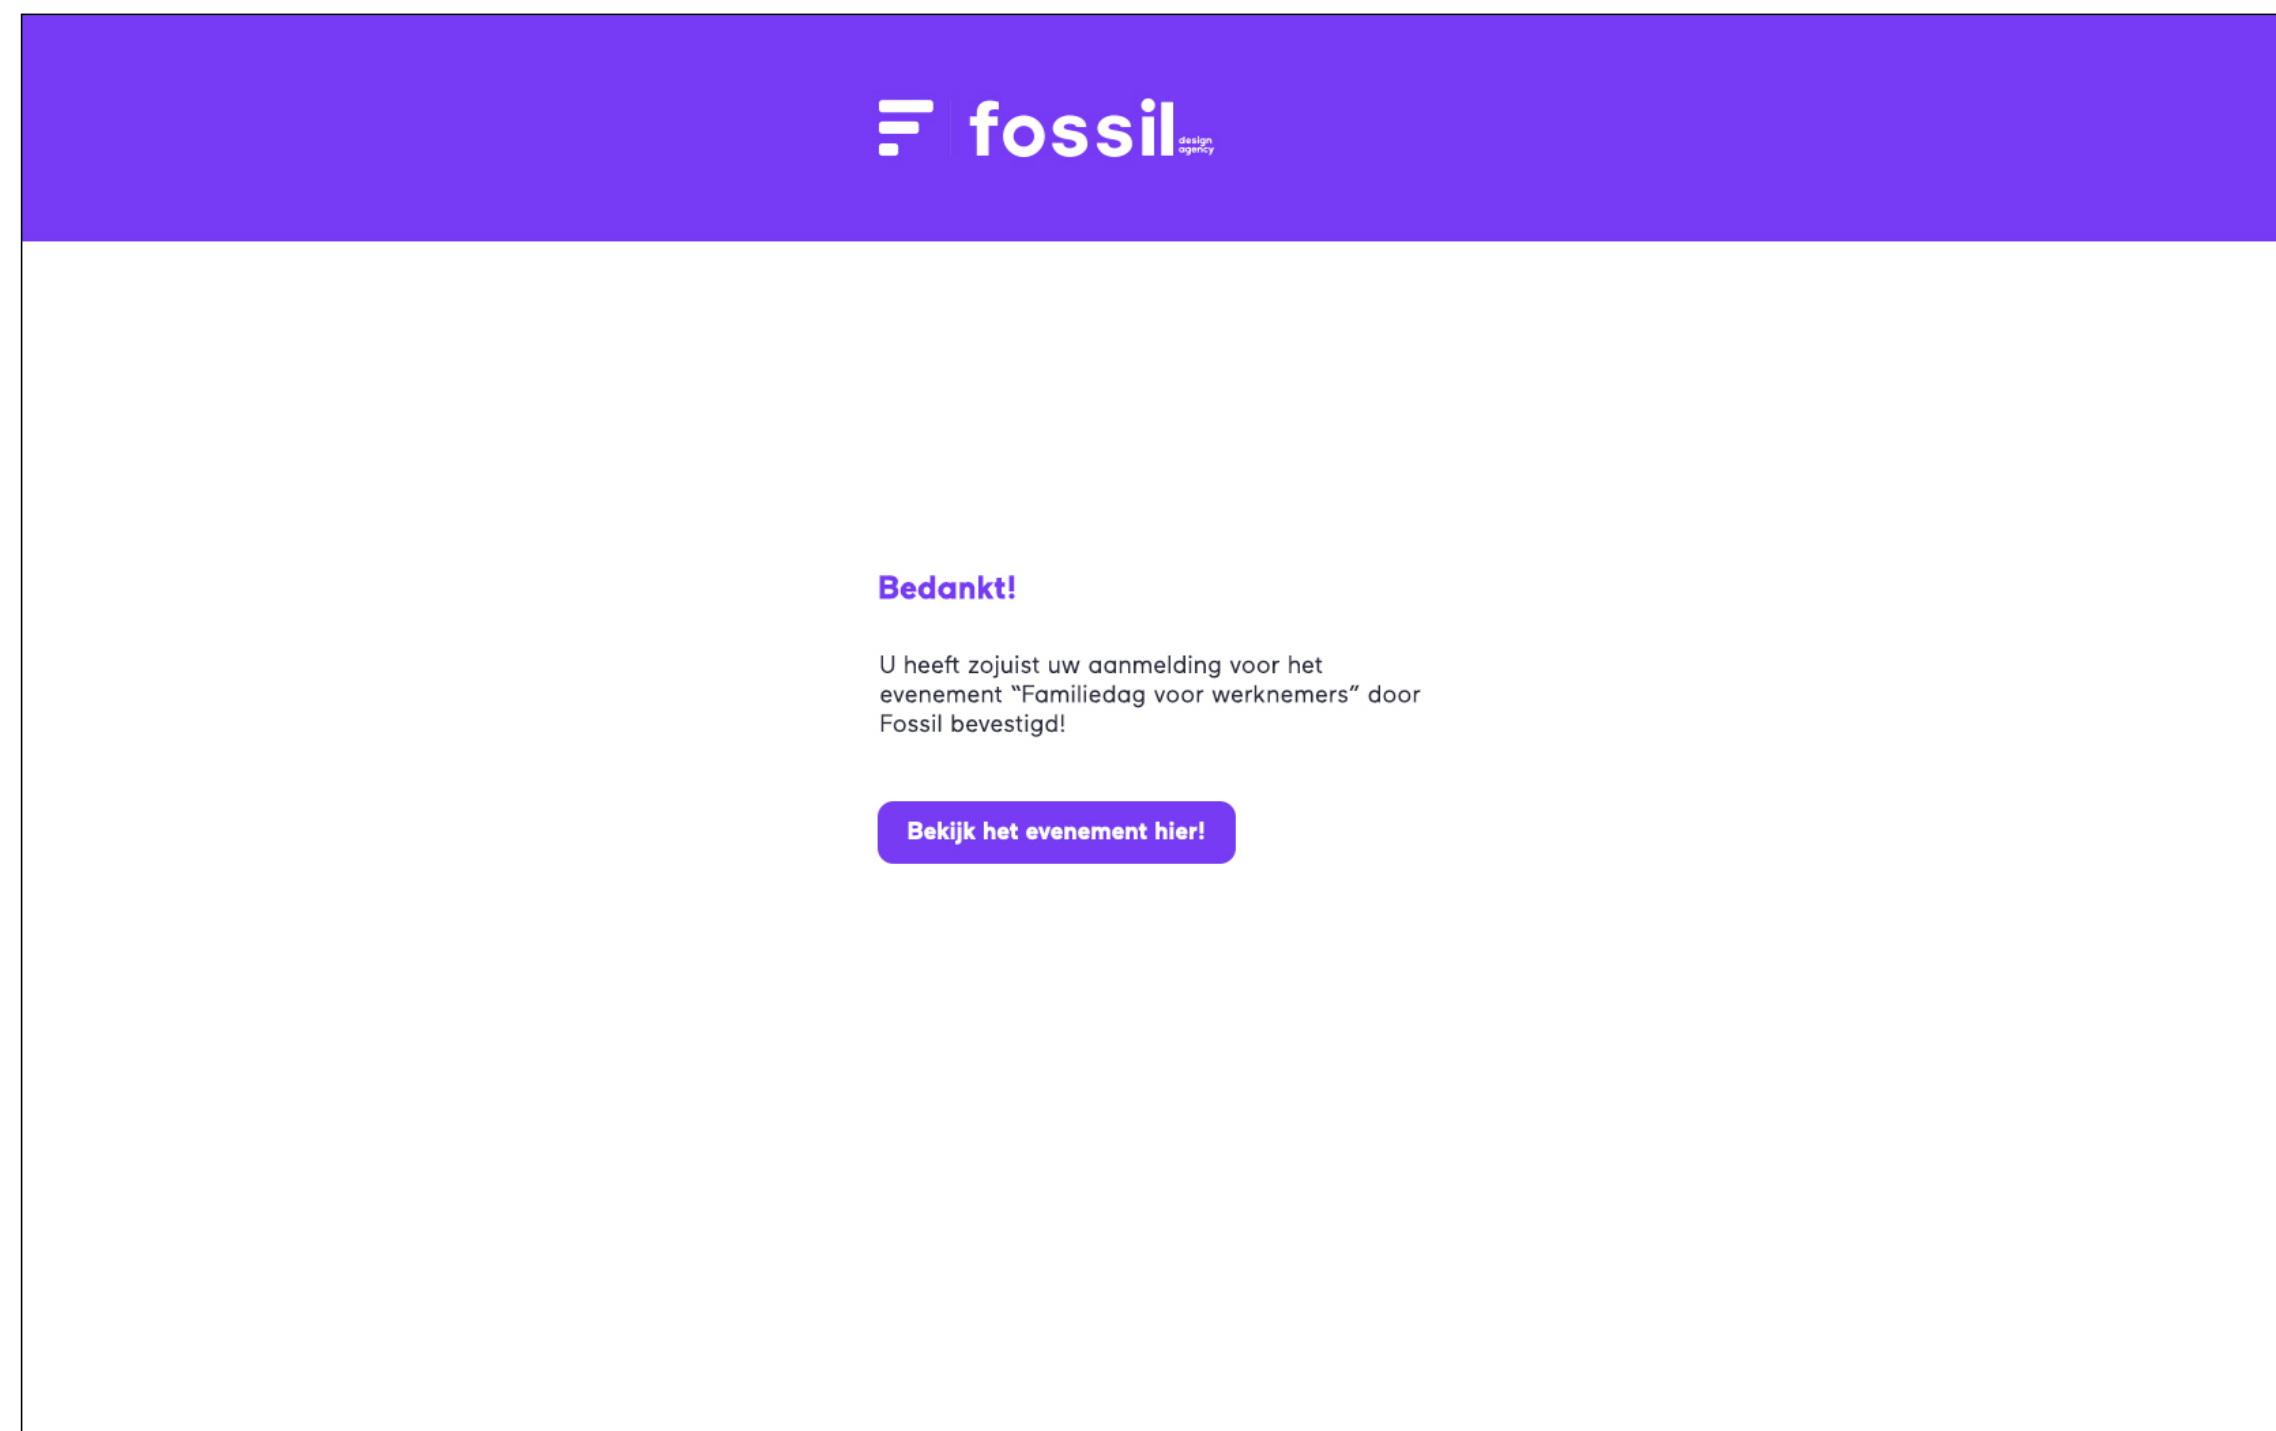 fossil
design
agency
Bedankt!
U heeft zojuist uw aanmelding voor het
evenement “Familiedag voor werknemers” door
Fossil bevestigd!
Bekijk het evenement hier!